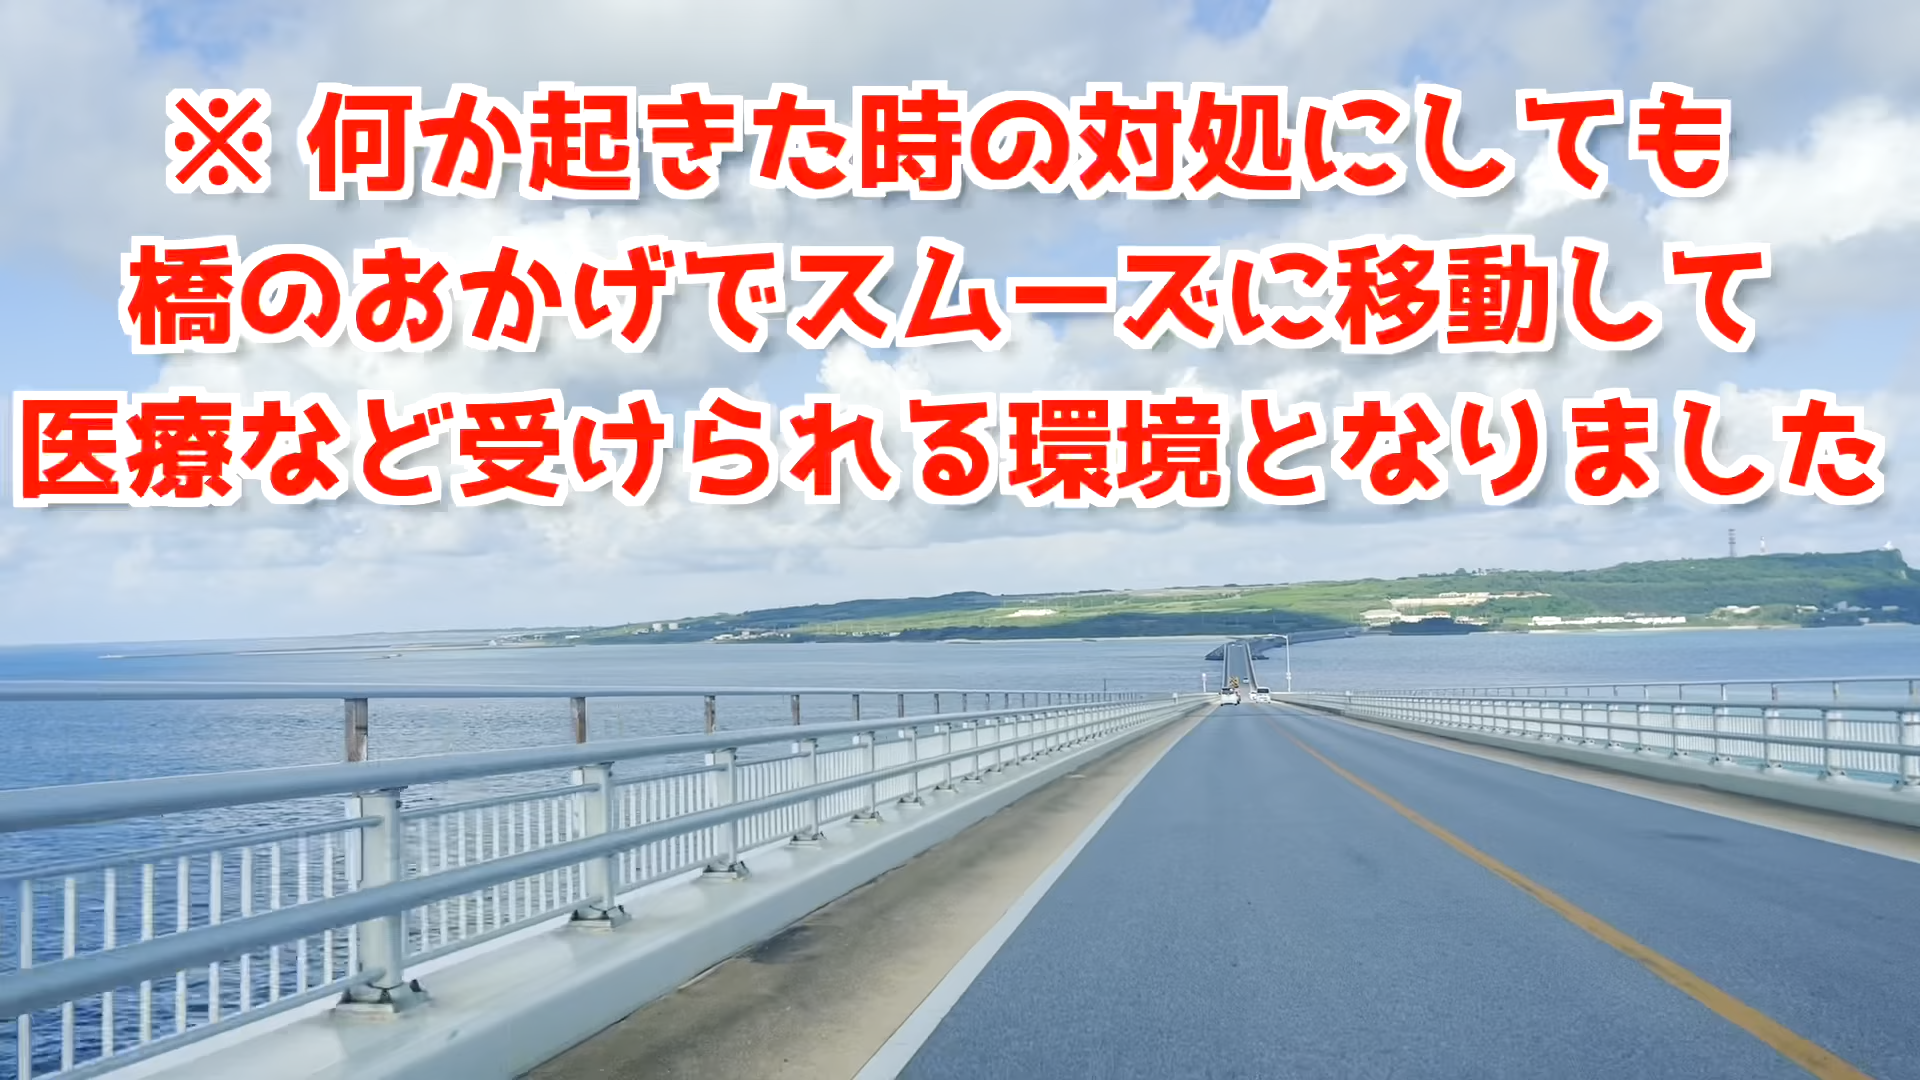 ※ 何か起きた時の対処にしても
橋のおかげでスムーズに移動して
医療など受けられる環境となりました